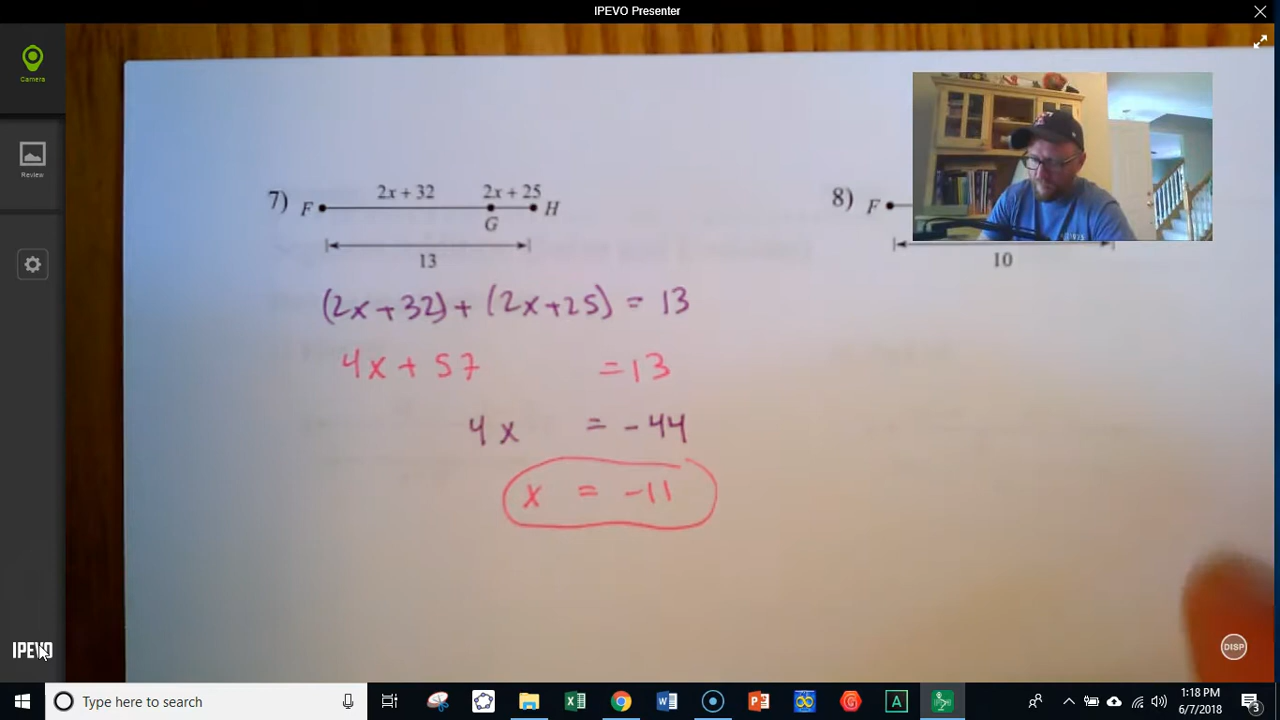 IPEVO Presenter
Camera
Review
7) F 2x + 32 G 2x + 25 H
13
(2x+32)+(2x+25) = 13
4x + 57 = 13
4x = -44
x = -11
8) F
10
IPEVO
DISP
Type here to search
1:18 PM
6/7/2018
3